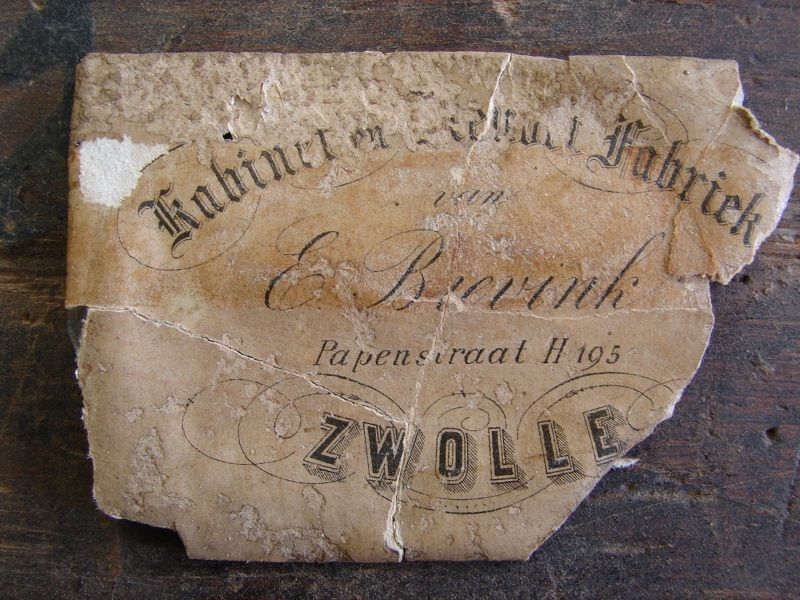 Kabinet en Fabriek
van
E. Brevink
Papenstraat H 195
ZWOLLE